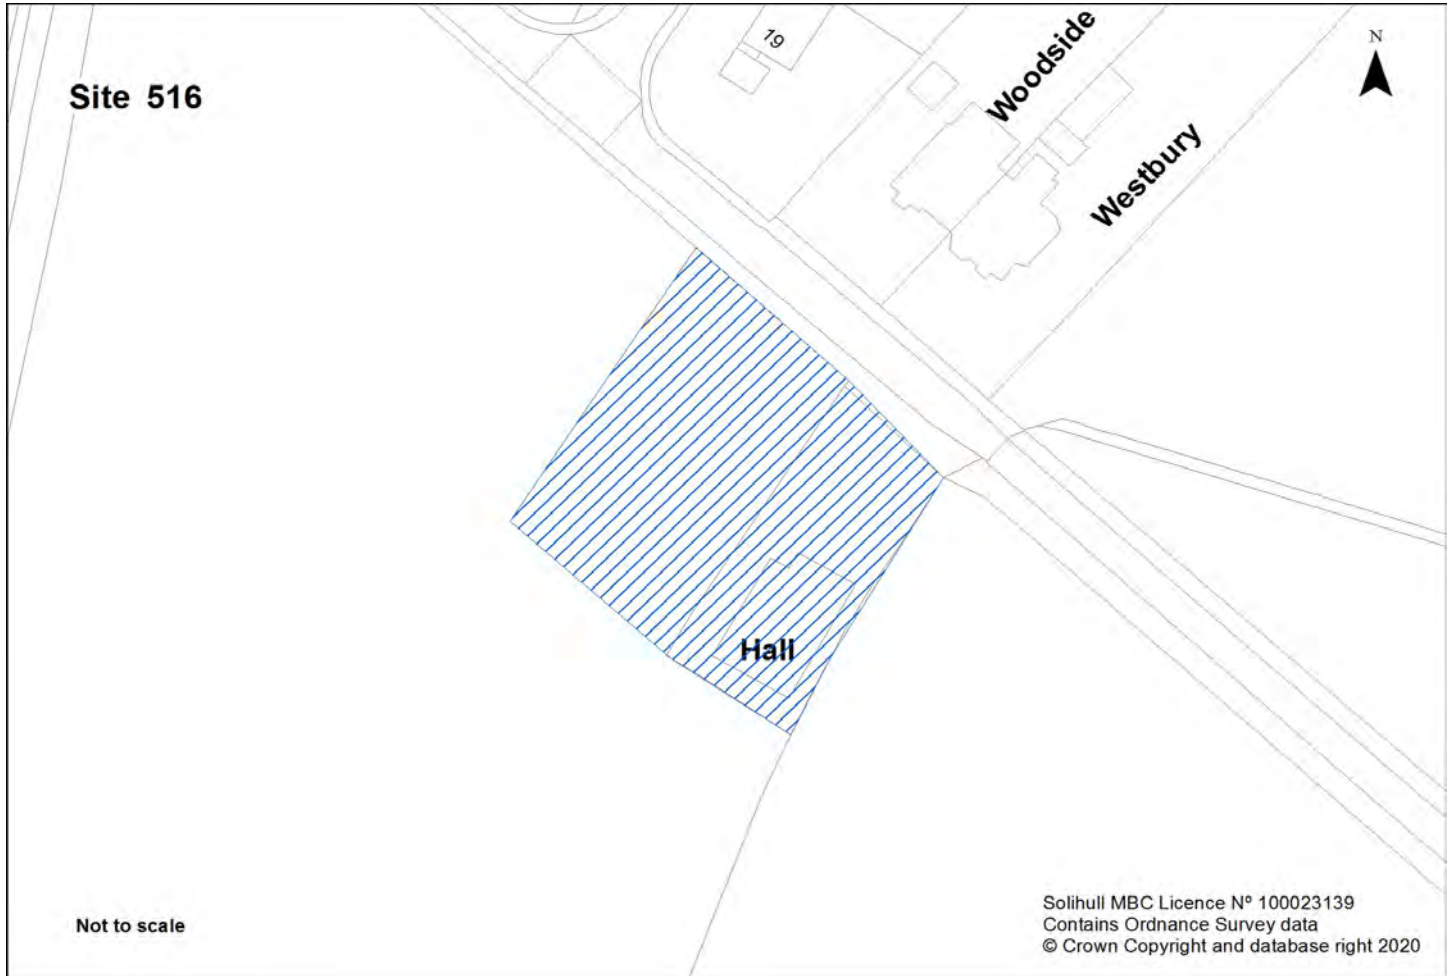 Site 516
19
Woodside
N
Westbury
Hall
Not to scale
Solihull MBC Licence Nº 100023139
Contains Ordnance Survey data
© Crown Copyright and database right 2020